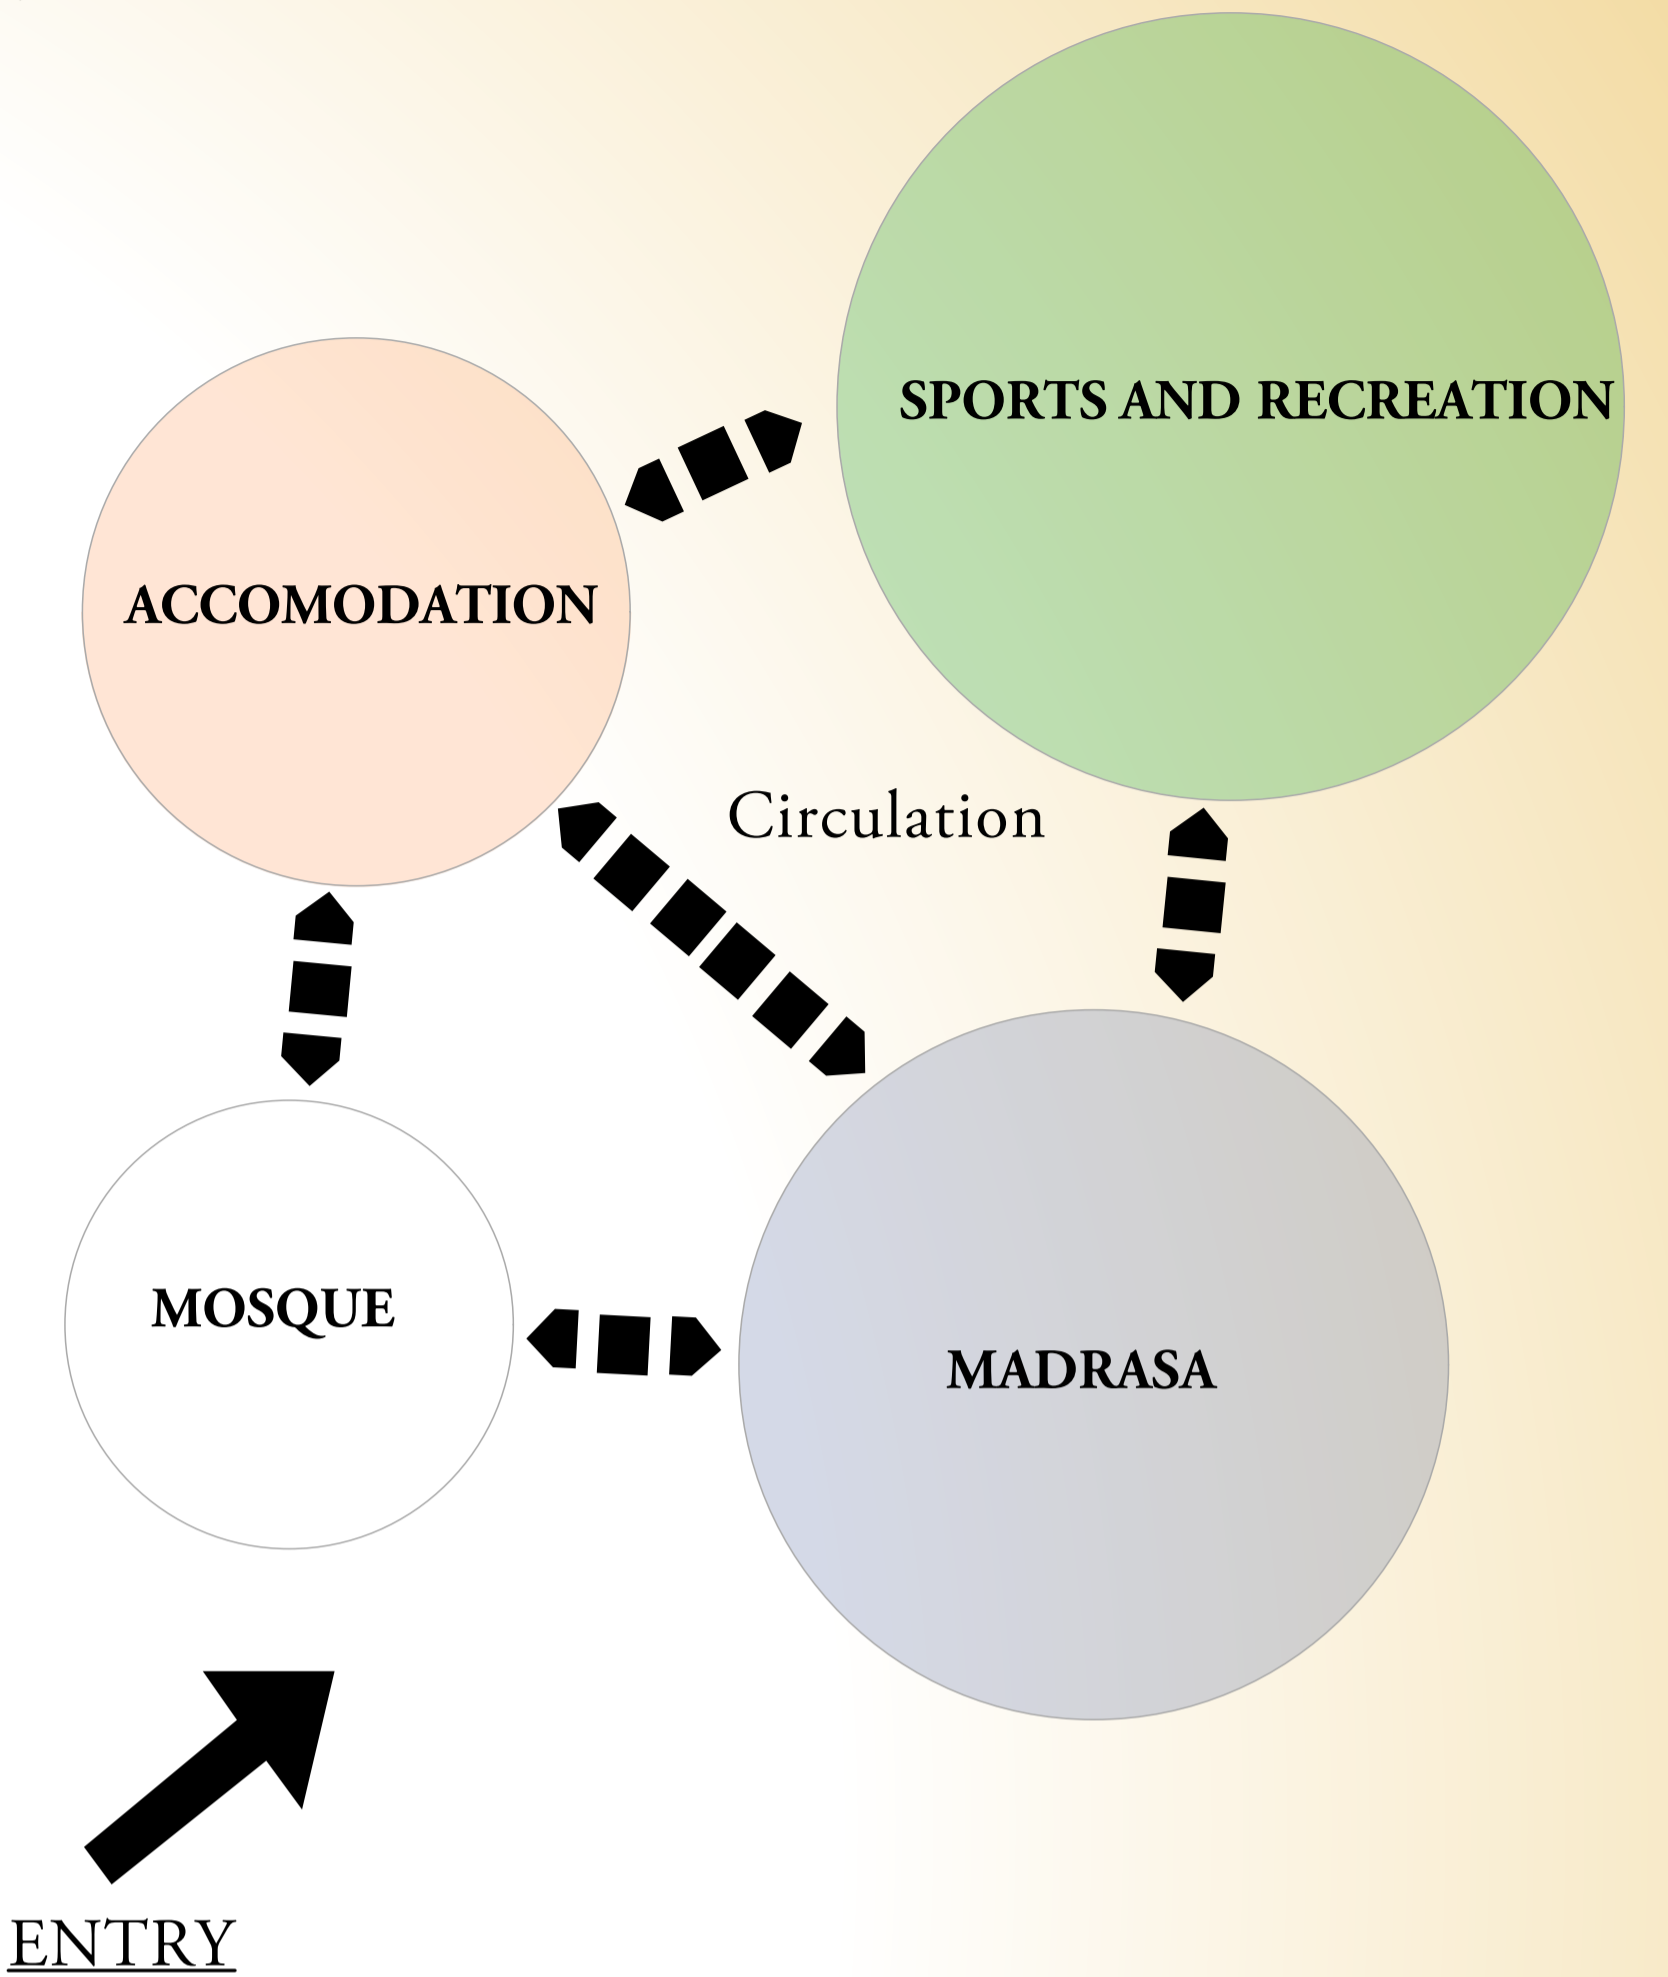 SPORTS AND RECREATION
ACCOMODATION
Circulation
MOSQUE
MADRASA
ENTRY